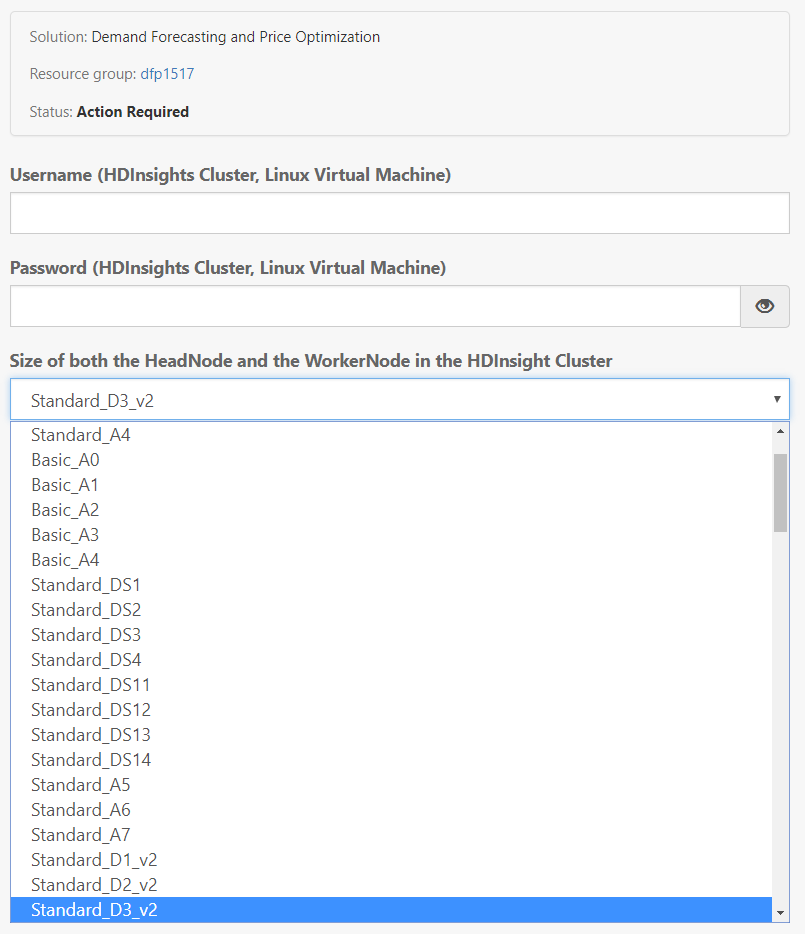 Solution: Demand Forecasting and Price Optimization
Resource group: dfp1517
Status: Action Required
Username (HDInsights Cluster, Linux Virtual Machine)
Password (HDInsights Cluster, Linux Virtual Machine)
Size of both the HeadNode and the WorkerNode in the HDInsight Cluster
Standard_D3_v2
Standard_A4
Basic_A0
Basic_A1
Basic_A2
Basic_A3
Basic_A4
Standard_DS1
Standard_DS2
Standard_DS3
Standard_DS4
Standard_DS11
Standard_DS12
Standard_DS13
Standard_DS14
Standard_A5
Standard_A6
Standard_A7
Standard_D1_v2
Standard_D2_v2
Standard_D3_v2